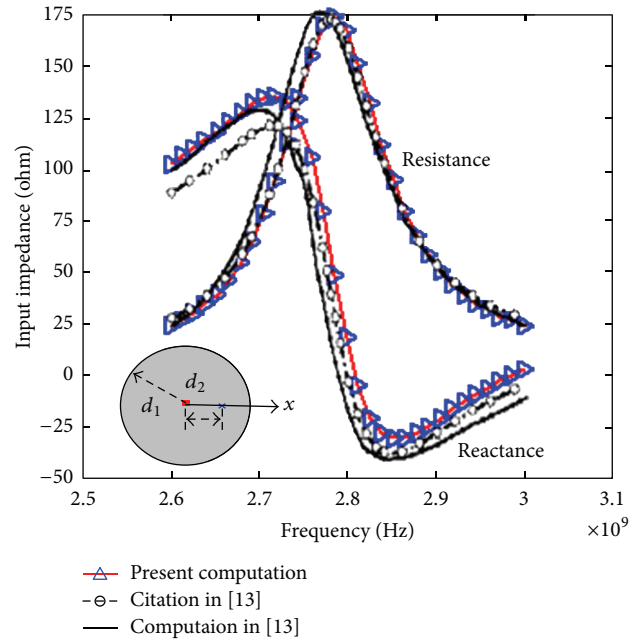 175
150
125
100
75
50
25
0
−25
−50
Input impedance (ohm)
Resistance
Reactance
d1
d2
x
2.5
2.6
2.7
2.8
2.9
3
3.1
×10^9
Frequency (Hz)
Present computation
Citation in [13]
Computaion in [13]